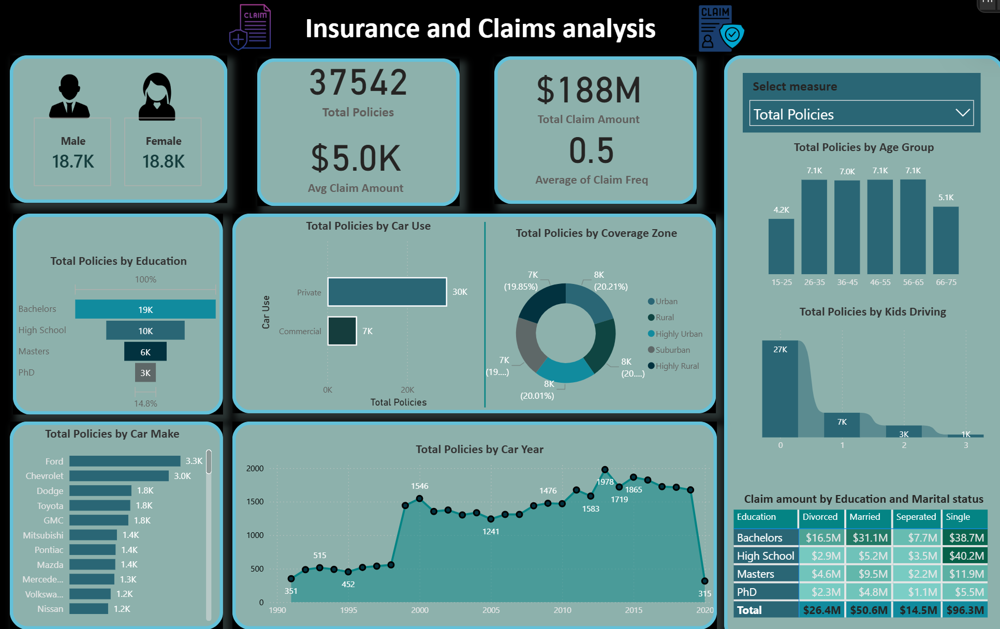 CLAIM
Insurance and Claims analysis
CLAIM
Male
18.7K
Female
18.8K
37542
Total Policies
$5.0K
Avg Claim Amount
$188M
Total Claim Amount
0.5
Average of Claim Freq
Select measure
Total Policies
Total Policies by Age Group
4.2K
7.1K
7.0K
7.1K
7.1K
5.1K
15-25
26-35
36-45
46-55
56-65
66-75
Total Policies by Education
100%
Bachelors
19K
High School
10K
Masters
6K
PhD
3K
14.8%
Total Policies by Car Use
Car Use
Private
30K
Commercial
7K
0K
20K
Total Policies
Total Policies by Coverage Zone
7K
(19.85%)
8K
(20.21%)
7K
(19....)
8K
(20....)
8K
(20.01%)
Urban
Rural
Highly Urban
Suburban
Highly Rural
Total Policies by Kids Driving
27K
7K
3K
1K
0
1
2
3
Total Policies by Car Make
Ford 3.3K
Chevrolet 3.0K
Dodge 1.8K
Toyota 1.8K
GMC 1.8K
Mitsubishi 1.4K
Pontiac 1.4K
Mazda 1.4K
Mercede... 1.3K
Volkswa... 1.2K
Nissan 1.2K
Total Policies by Car Year
2000
1500
1000
500
0
351
515
452
1546
1241
1476
1583
1978
1719
1865
315
1990
1995
2000
2005
2010
2015
2020
Claim amount by Education and Marital status
Education Divorced Married Seperated Single
Bachelors $16.5M $31.1M $7.7M $38.7M
High School $2.9M $5.2M $3.5M $40.2M
Masters $4.6M $9.5M $2.2M $11.9M
PhD $2.3M $4.8M $1.1M $5.5M
Total $26.4M $50.6M $14.5M $96.3M